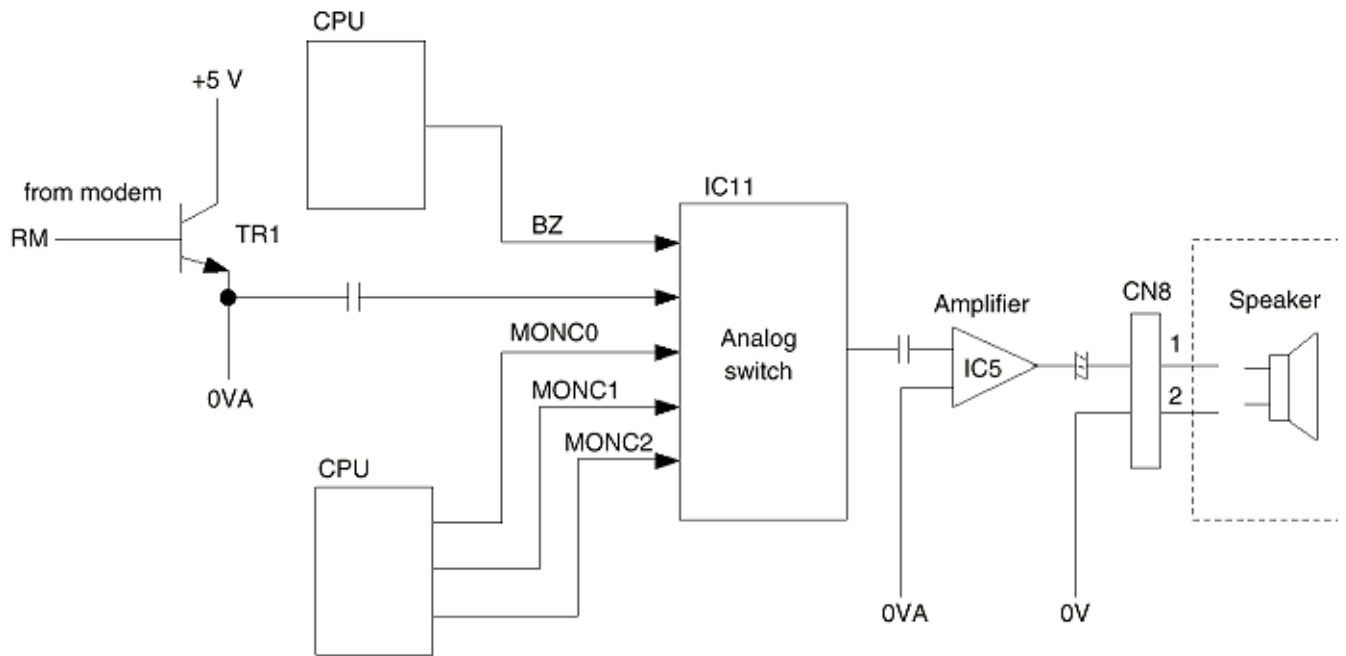 CPU
+5 V
from modem
RM
TR1
0VA
BZ
IC11
Analog
switch
MONC0
MONC1
MONC2
CPU
Amplifier
IC5
0VA
CN8
1
2
0V
Speaker